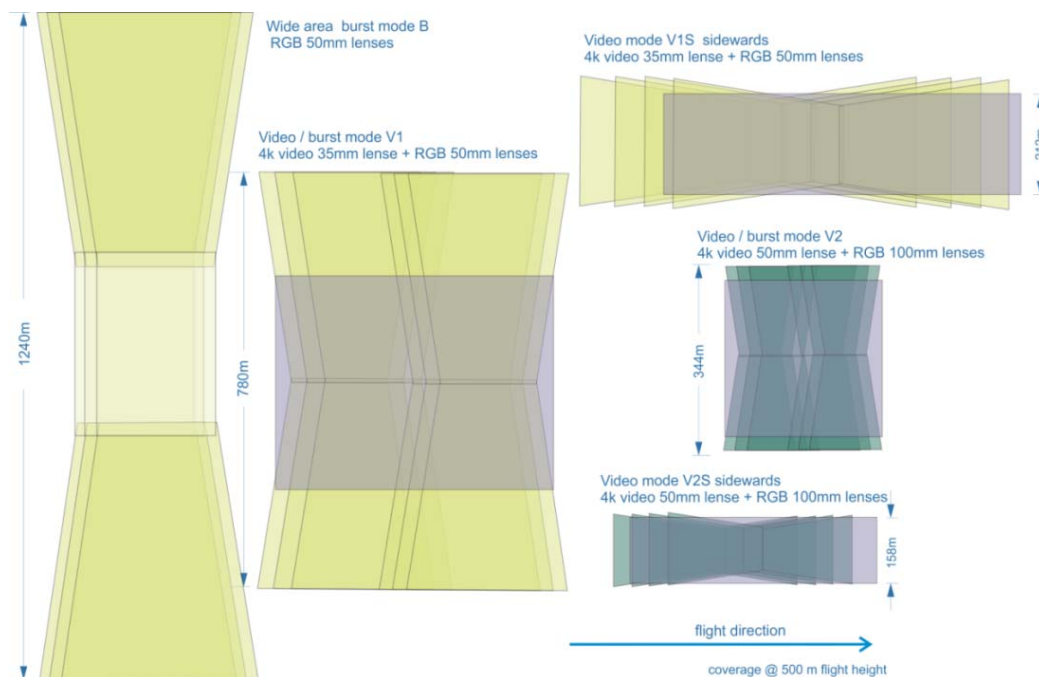 Wide area burst mode B
RGB 50mm lenses
Video mode V1S sidewards
4k video 35mm lense + RGB 50mm lenses
Video / burst mode V1
4k video 35mm lense + RGB 50mm lenses
Video / burst mode V2
4k video 50mm lense + RGB 100mm lenses
1240m
780m
344m
Video mode V2S sidewards
4k video 50mm lense + RGB 100mm lenses
158m
flight direction
coverage @ 500 m flight height